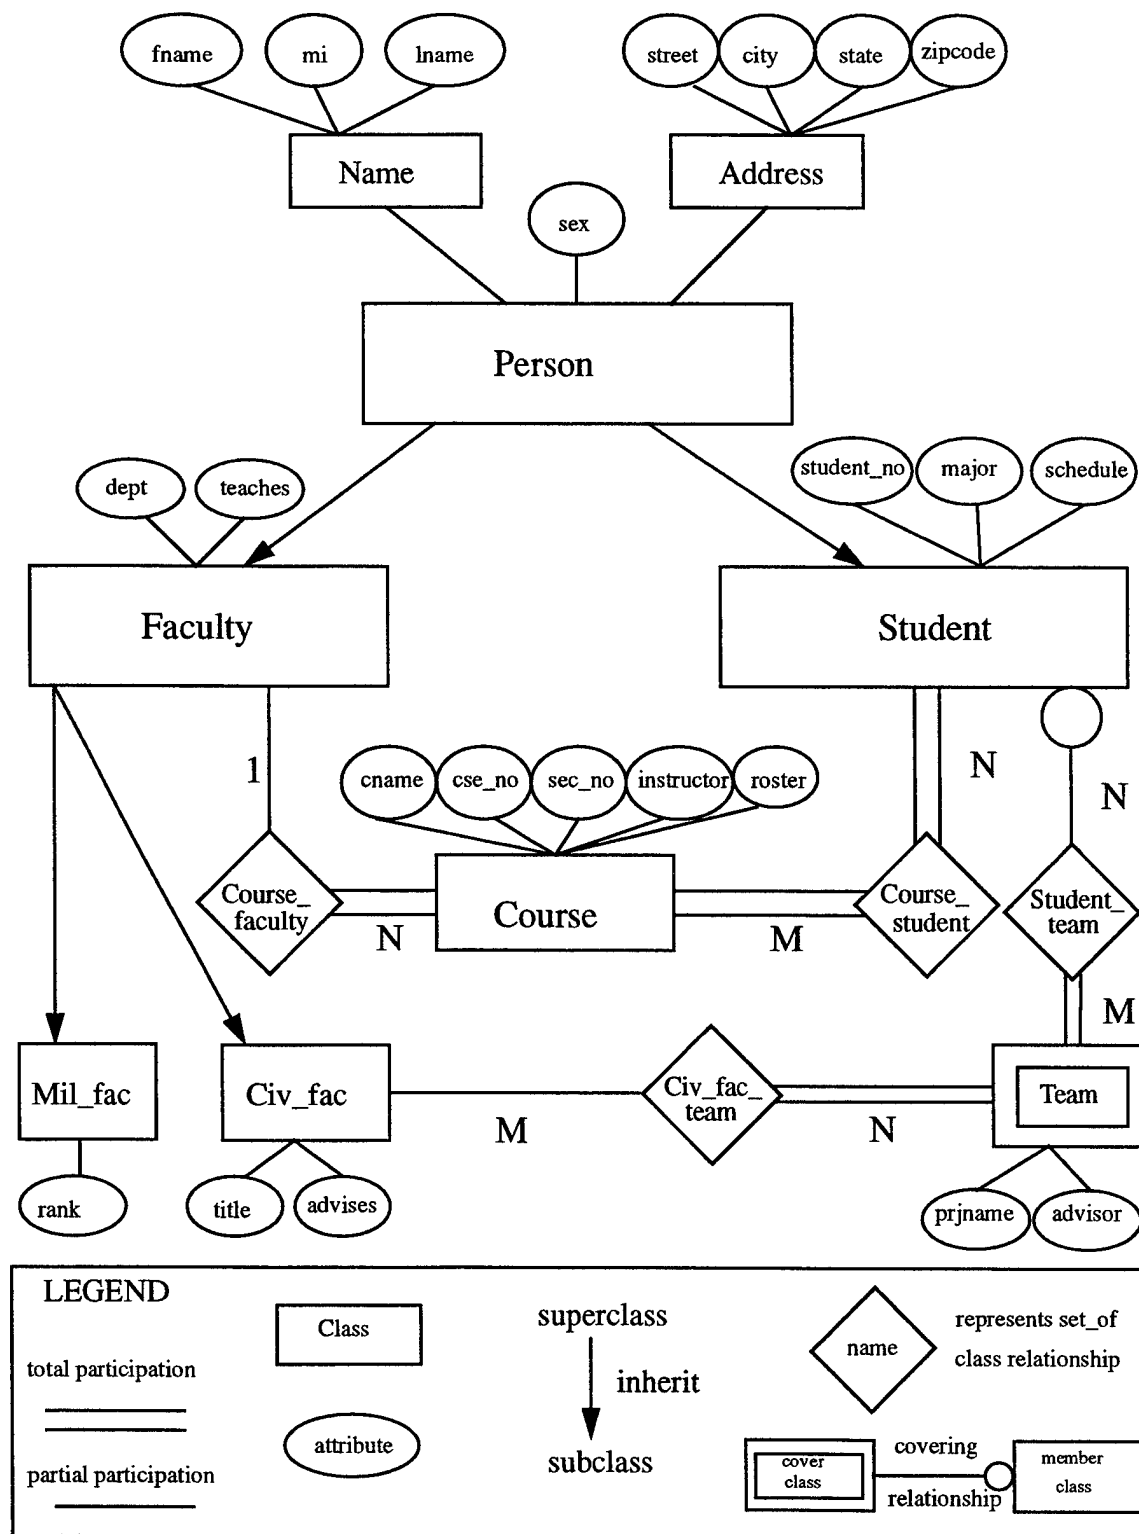 fname
mi
lname
street
city
state
zipcode
Name
Address
sex
Person
dept
teaches
student_no
major
schedule
Faculty
Student
1
cname
cse_no
sec_no
instructor
roster
N
N
Course_
faculty
N
Course
M
Course_
student
Student_
team
M
Mil_fac
Civ_fac
M
Civ_fac_
team
N
Team
rank
title
advises
prjname
advisor
LEGEND
total participation
partial participation
Class
attribute
superclass
inherit
subclass
name
represents set_of
class relationship
cover
class
covering
relationship
member
class